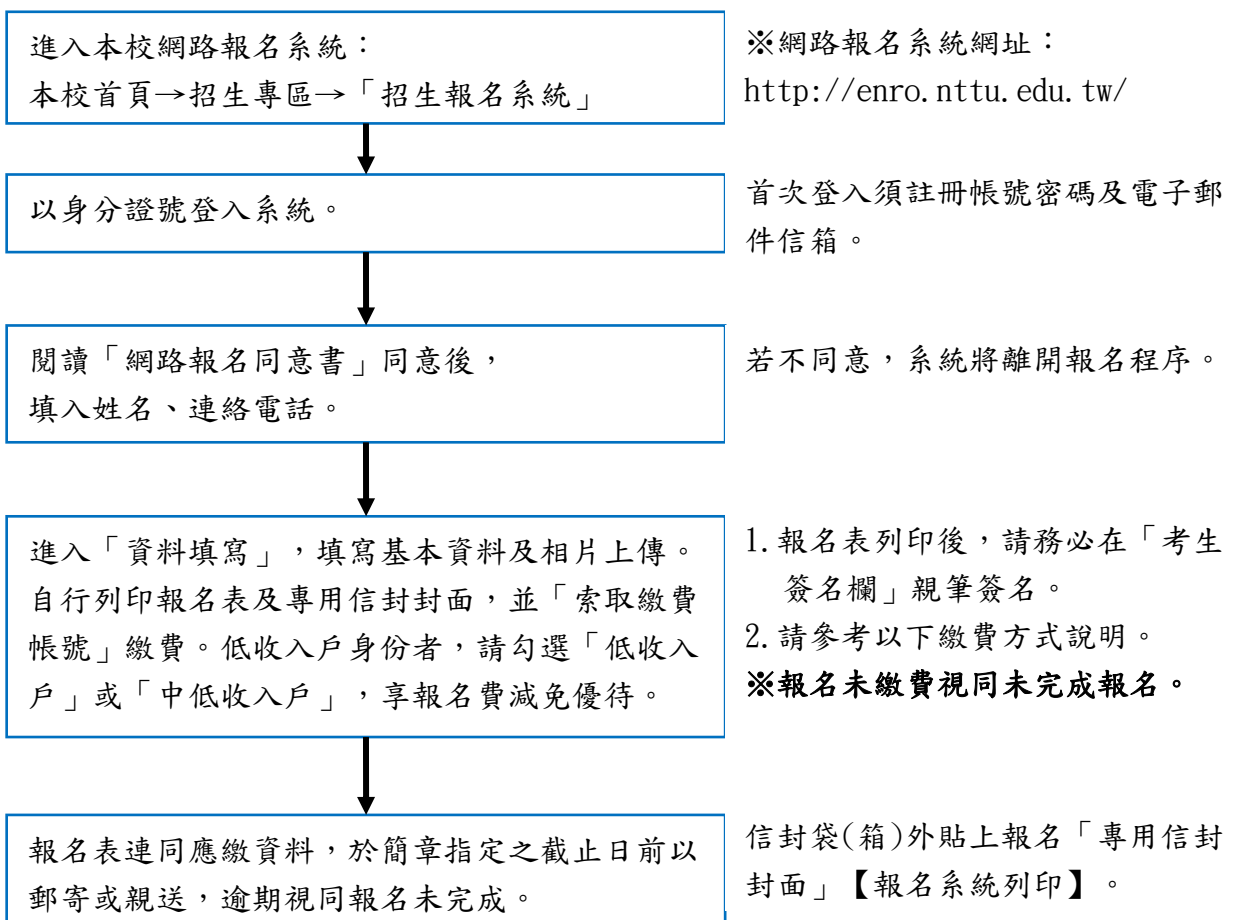 進入本校網路報名系統：
本校首頁→招生專區→「招生報名系統」
※網路報名系統網址：
http://enro.nttu.edu.tw/
以身分證號登入系統。
首次登入須註冊帳號密碼及電子郵
件信箱。
閱讀「網路報名同意書」同意後，
填入姓名、連絡電話。
若不同意，系統將離開報名程序。
進入「資料填寫」，填寫基本資料及相片上傳。
自行列印報名表及專用信封封面，並「索取繳費
帳號」繳費。低收入戶身份者，請勾選「低收入
戶」或「中低收入戶」，享報名費減免優待。
1.報名表列印後，請務必在「考生
簽名欄」親筆簽名。
2.請參考以下繳費方式說明。
※報名未繳費視同未完成報名。
報名表連同應繳資料，於簡章指定之截止日前以
郵寄或親送，逾期視同報名未完成。
信封袋(箱)外貼上報名「專用信封
封面」【報名系統列印】。